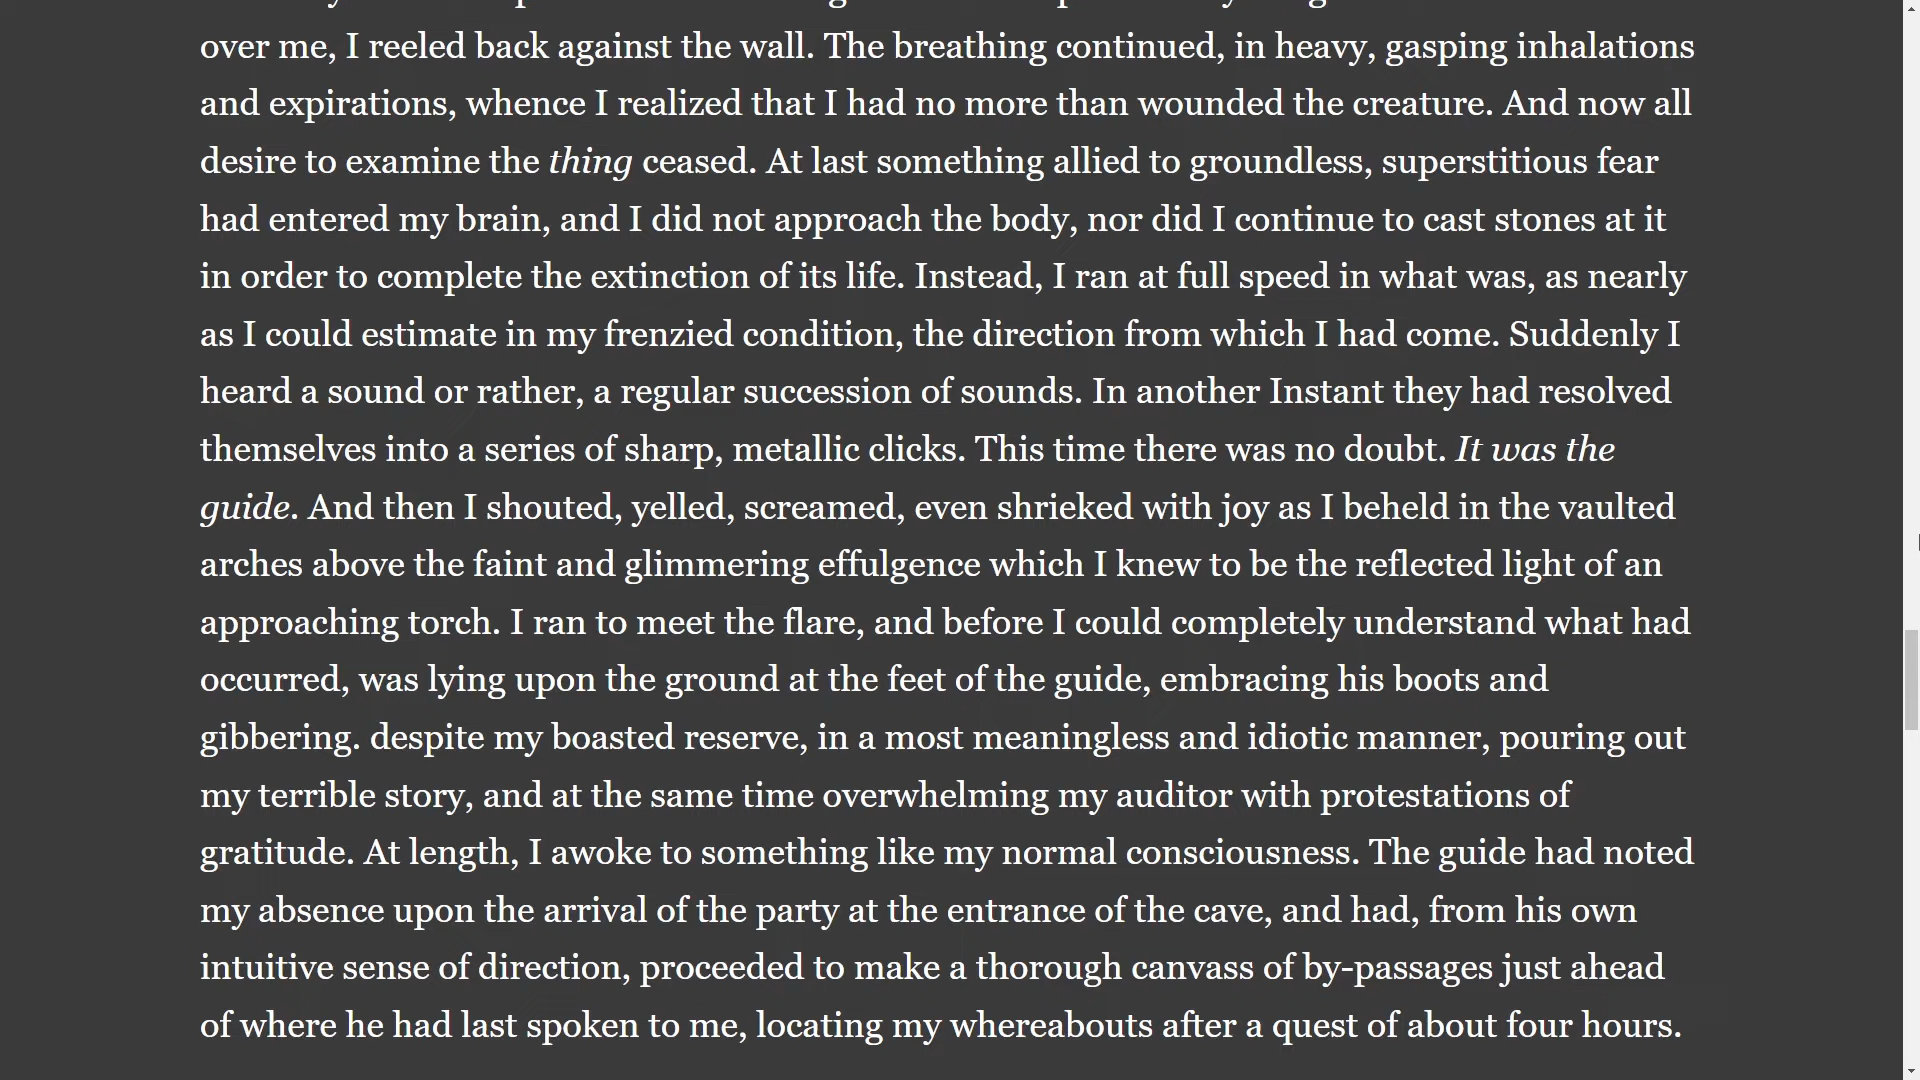 over me, I reeled back against the wall. The breathing continued, in heavy, gasping inhalations
and expirations, whence I realized that I had no more than wounded the creature. And now all
desire to examine the thing ceased. At last something allied to groundless, superstitious fear
had entered my brain, and I did not approach the body, nor did I continue to cast stones at it
in order to complete the extinction of its life. Instead, I ran at full speed in what was, as nearly
as I could estimate in my frenzied condition, the direction from which I had come. Suddenly I
heard a sound or rather, a regular succession of sounds. In another Instant they had resolved
themselves into a series of sharp, metallic clicks. This time there was no doubt. It was the
guide. And then I shouted, yelled, screamed, even shrieked with joy as I beheld in the vaulted
arches above the faint and glimmering effulgence which I knew to be the reflected light of an
approaching torch. I ran to meet the flare, and before I could completely understand what had
occurred, was lying upon the ground at the feet of the guide, embracing his boots and
gibbering. despite my boasted reserve, in a most meaningless and idiotic manner, pouring out
my terrible story, and at the same time overwhelming my auditor with protestations of
gratitude. At length, I awoke to something like my normal consciousness. The guide had noted
my absence upon the arrival of the party at the entrance of the cave, and had, from his own
intuitive sense of direction, proceeded to make a thorough canvass of by-passages just ahead
of where he had last spoken to me, locating my whereabouts after a quest of about four hours.